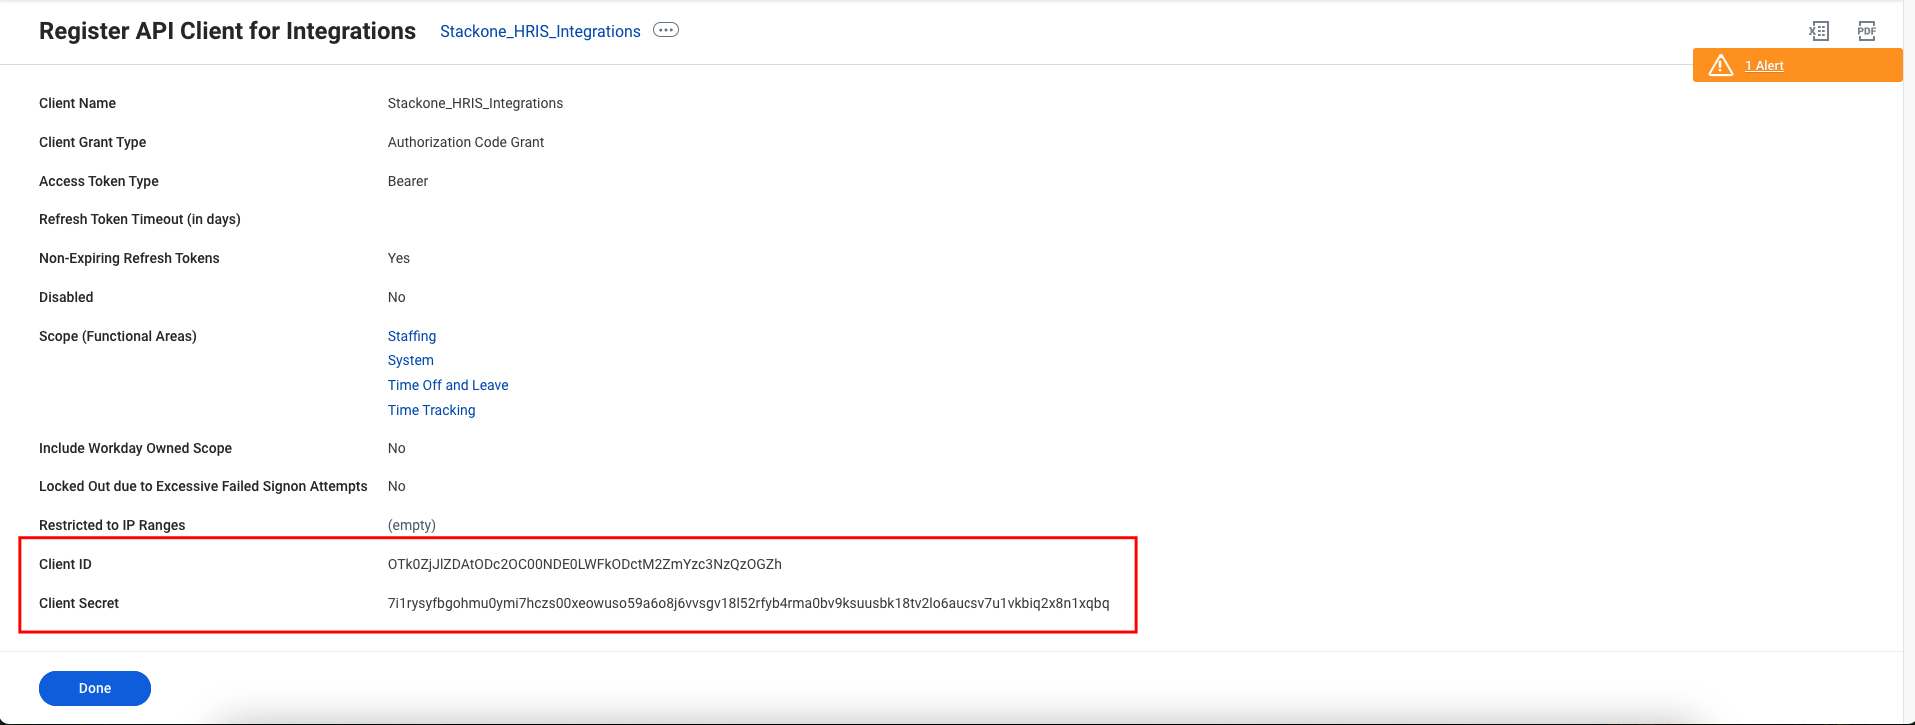 Register API Client for Integrations Stackone_HRIS_Integrations
PDF
1 Alert
Client Name Stackone_HRIS_Integrations
Client Grant Type Authorization Code Grant
Access Token Type Bearer
Refresh Token Timeout (in days)
Non-Expiring Refresh Tokens Yes
Disabled No
Scope (Functional Areas) Staffing
System
Time Off and Leave
Time Tracking
Include Workday Owned Scope No
Locked Out due to Excessive Failed Signon Attempts No
Restricted to IP Ranges (empty)
Client ID OTk0ZjJlZDAtODc2OC00NDE0LWFkODctM2ZmYzc3NzQzOGZh
Client Secret 7i1rysyfbgohmu0ymi7hczs00xeowuso59a6o8j6vvsgv18l52rfyb4rma0bv9ksuusbk18tv2lo6aucsv7u1vkbiq2x8n1xqbq
Done